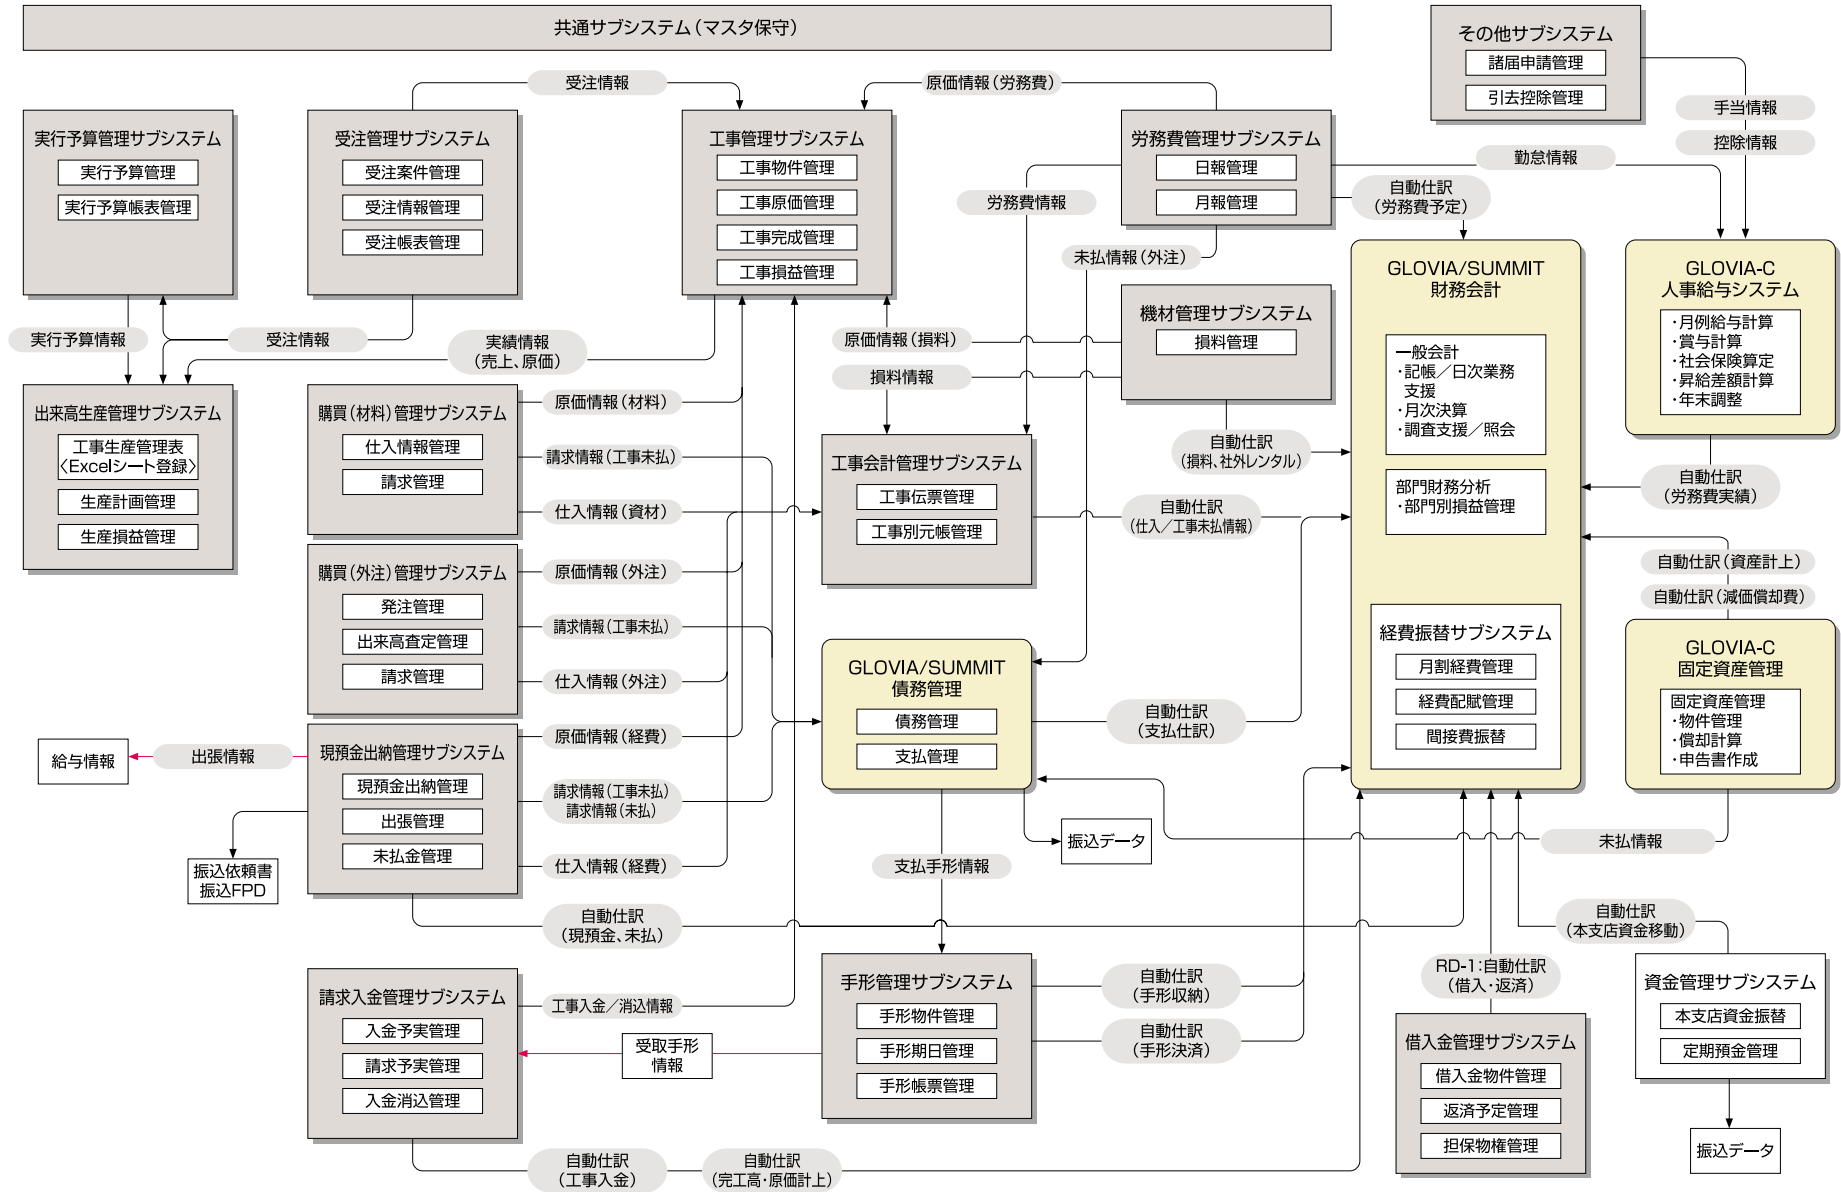 共通サブシステム（マスタ保守）
その他サブシステム
諸届申請管理
引去控除管理
受注情報
原価情報（労務費）
手当情報
控除情報
実行予算管理サブシステム
実行予算管理
実行予算帳表管理
受注管理サブシステム
受注案件管理
受注情報管理
受注帳表管理
工事管理サブシステム
工事物件管理
工事原価管理
工事完成管理
工事損益管理
労務費管理サブシステム
日報管理
月報管理
勤怠情報
自動仕訳
（労務費予定）
労務費情報
未払情報（外注）
GLOVIA/SUMMIT
財務会計
一般会計
・記帳／日次業務
支援
・月次決算
・調査支援／照会
部門財務分析
・部門別損益管理
経費振替サブシステム
月割経費管理
経費配賦管理
間接費振替
GLOVIA-C
人事給与システム
・月例給与計算
・賞与計算
・社会保険算定
・昇給差額計算
・年末調整
機材管理サブシステム
損料管理
実行予算情報
受注情報
実績情報
（売上、原価）
原価情報（損料）
損料情報
出来高生産管理サブシステム
工事生産管理表
〈Excelシート登録〉
生産計画管理
生産損益管理
購買（材料）管理サブシステム
仕入情報管理
請求管理
原価情報（材料）
請求情報（工事未払）
仕入情報（資材）
工事会計管理サブシステム
工事伝票管理
工事別元帳管理
自動仕訳
（損料、社外レンタル）
自動仕訳
（仕入／工事未払情報）
自動仕訳
（労務費実績）
購買（外注）管理サブシステム
発注管理
出来高査定管理
請求管理
原価情報（外注）
請求情報（工事未払）
仕入情報（外注）
自動仕訳（資産計上）
自動仕訳（減価償却費）
GLOVIA/SUMMIT
債務管理
債務管理
支払管理
自動仕訳
（支払仕訳）
GLOVIA-C
固定資産管理
固定資産管理
・物件管理
・償却計算
・申告書作成
給与情報
出張情報
現預金出納管理サブシステム
現預金出納管理
出張管理
未払金管理
原価情報（経費）
請求情報（工事未払）
請求情報（未払）
仕入情報（経費）
振込依頼書
振込FPD
支払手形情報
振込データ
未払情報
自動仕訳
（現預金、未払）
自動仕訳
（本支店資金移動）
請求入金管理サブシステム
入金予実管理
請求予実管理
入金消込管理
工事入金／消込情報
受取手形
情報
手形管理サブシステム
手形物件管理
手形期日管理
手形帳票管理
自動仕訳
（手形収納）
自動仕訳
（手形決済）
RD-1：自動仕訳
（借入・返済）
借入金管理サブシステム
借入金物件管理
返済予定管理
担保物権管理
資金管理サブシステム
本支店資金振替
定期預金管理
振込データ
自動仕訳
（工事入金）
自動仕訳
（完工高・原価計上）